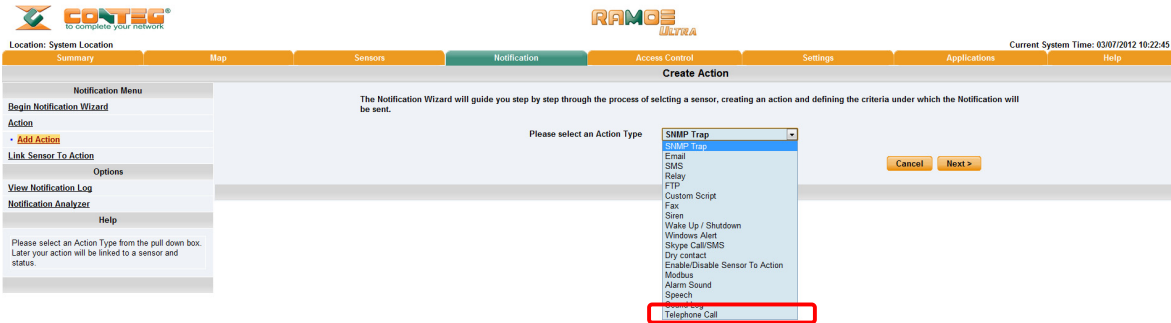 CONTEG®
to complete your network
RAMOS
ULTRA
Location: System Location
Current System Time: 03/07/2012 10:22:45
Summary
Map
Sensors
Notification
Access Control
Settings
Applications
Help
Create Action
Notification Menu
Begin Notification Wizard
Action
• Add Action
Link Sensor To Action
Options
View Notification Log
Notification Analyzer
Help
Please select an Action Type from the pull down box.
Later your action will be linked to a sensor and
status.
The Notification Wizard will guide you step by step through the process of selcting a sensor, creating an action and defining the criteria under which the Notification will
be sent.
Please select an Action Type
SNMP Trap
SNMP Trap
Email
SMS
Relay
FTP
Custom Script
Fax
Siren
Wake Up / Shutdown
Windows Alert
Skype Call/SMS
Dry contact
Enable/Disable Sensor To Action
Modbus
Alarm Sound
Speech
Sound Log
Telephone Call
Cancel
Next >